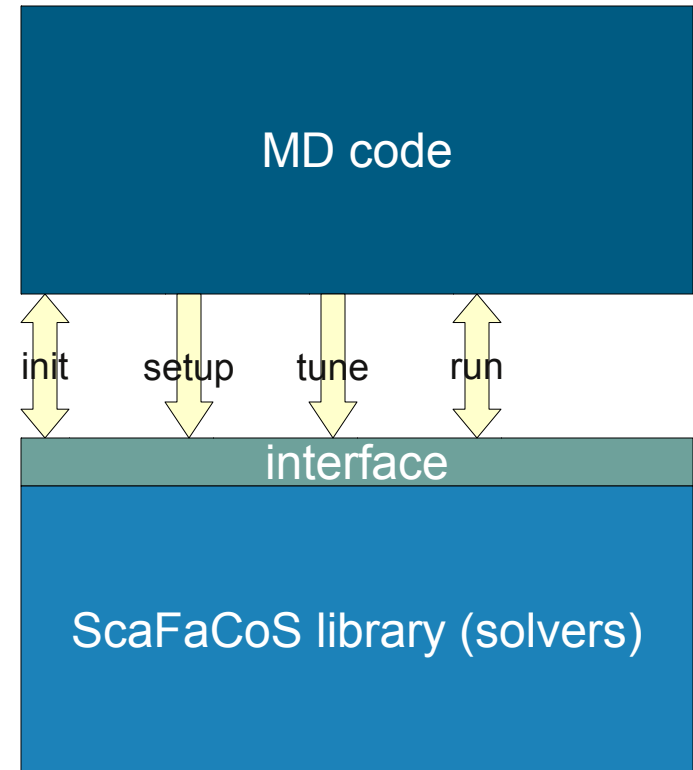 MD code
init setup tune run
interface
ScaFaCoS library (solvers)